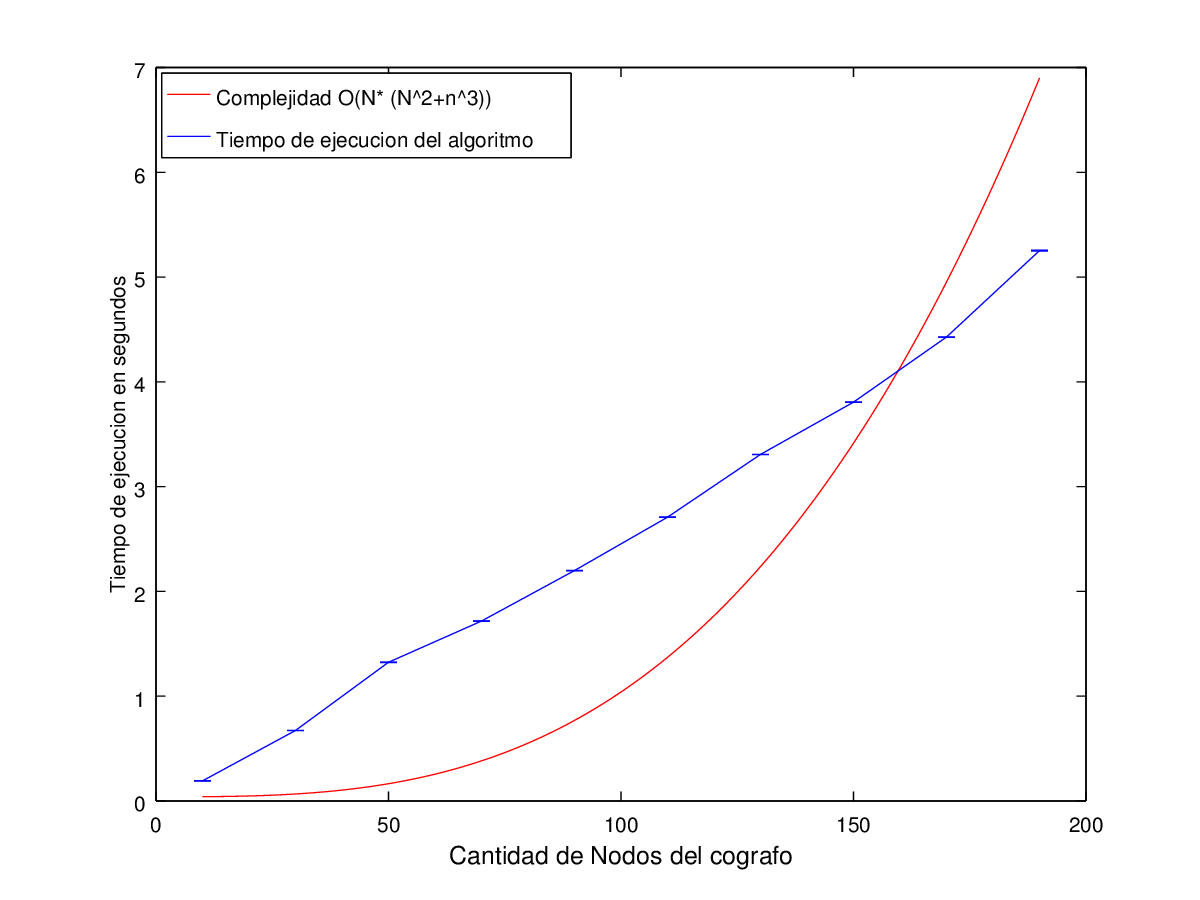 Complejidad O(N* (N^2+n^3))
Tiempo de ejecucion del algoritmo
7
6
5
4
3
2
1
0
Tiempo de ejecucion en segundos
0 50 100 150 200
Cantidad de Nodos del cografo